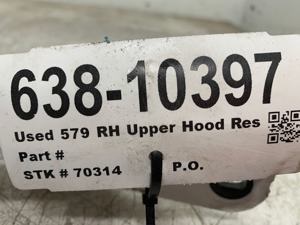 638-10397
Used 579 RH Upper Hood Res
Part #
STK # 70314 P.O.